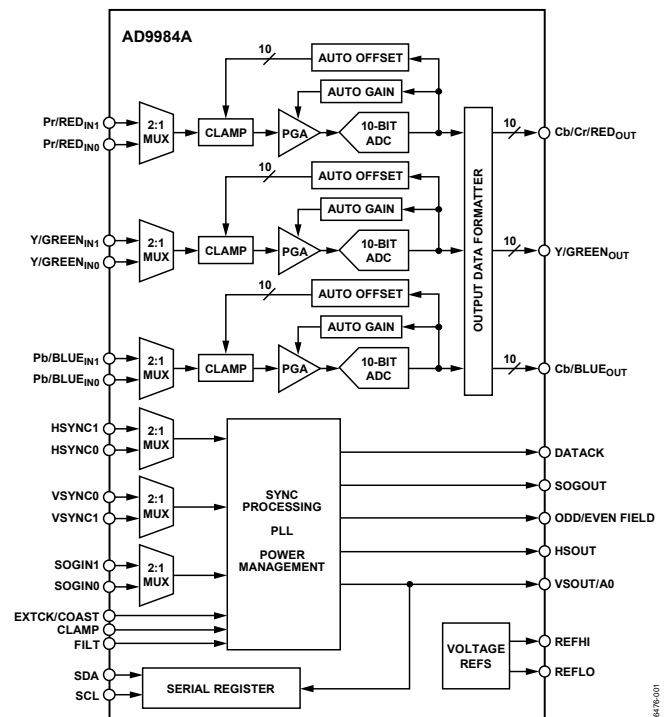 AD9984A
10
AUTO OFFSET
AUTO GAIN
Pr/RED_IN1
Pr/RED_IN0
2:1
MUX
CLAMP
PGA
10-BIT
ADC
10
Cb/Cr/RED_OUT
10
AUTO OFFSET
AUTO GAIN
Y/GREEN_IN1
Y/GREEN_IN0
2:1
MUX
CLAMP
PGA
10-BIT
ADC
10
Y/GREEN_OUT
OUTPUT DATA FORMATTER
10
AUTO OFFSET
AUTO GAIN
Pb/BLUE_IN1
Pb/BLUE_IN0
2:1
MUX
CLAMP
PGA
10-BIT
ADC
10
Cb/BLUE_OUT
HSYNC1
HSYNC0
2:1
MUX
VSYNC0
VSYNC1
2:1
MUX
SOGIN1
SOGIN0
2:1
MUX
EXTCK/COAST
CLAMP
FILT
SYNC
PROCESSING
PLL
POWER
MANAGEMENT
DATACK
SOGOUT
ODD/EVEN FIELD
HSOUT
VSOUT/A0
VOLTAGE
REFS
REFHI
REFLO
SDA
SCL
SERIAL REGISTER
6476-001